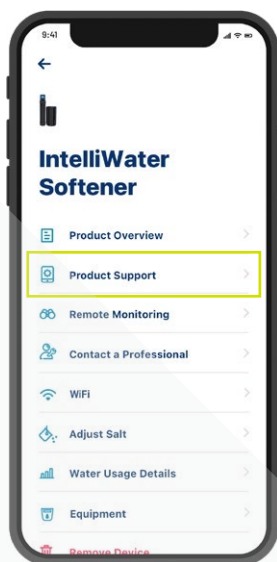 9:41
IntelliWater
Softener
Product Overview
Product Support
Remote Monitoring
Contact a Professional
WiFi
Adjust Salt
Water Usage Details
Equipment
Remove Device